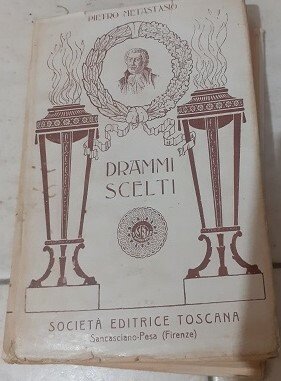 PIETRO METASTASIO
DRAMMI
SCELTI
SOCIETÀ EDITRICE TOSCANA
Sancasciano-Pesa (Firenze)